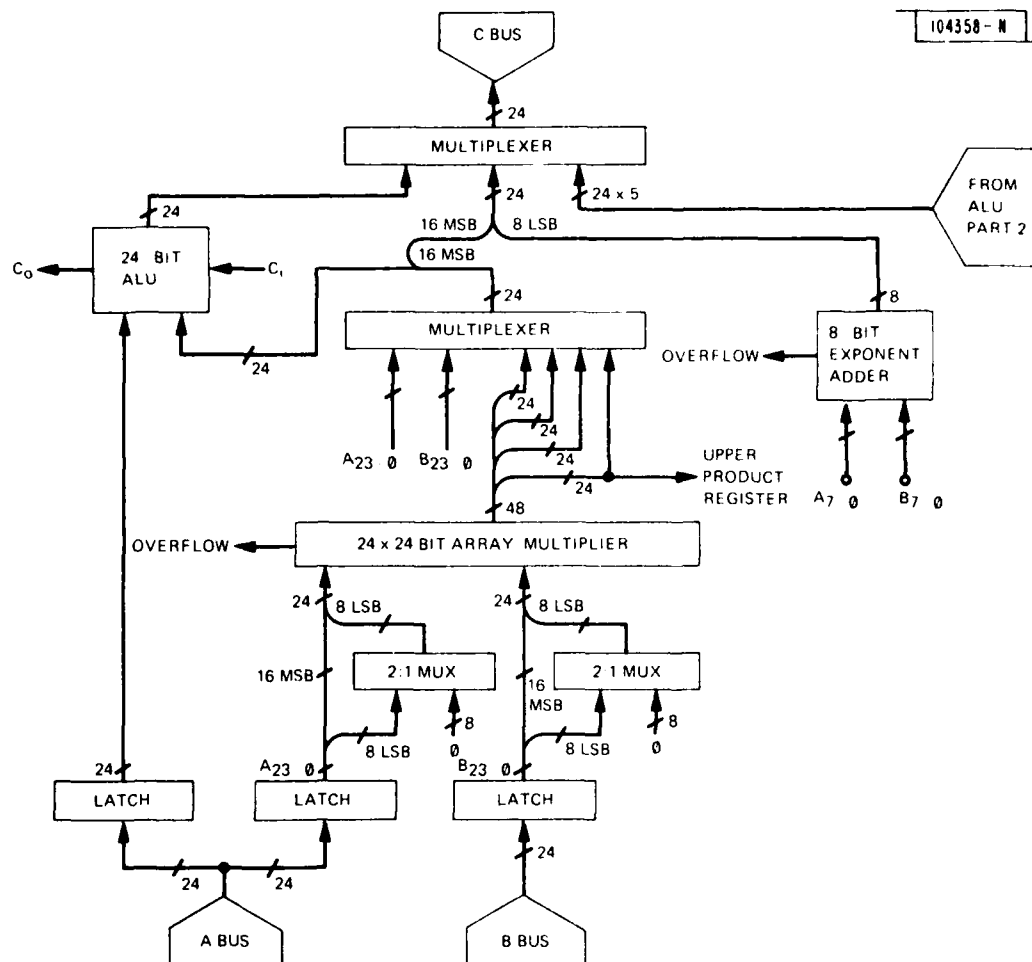 104358-N
C BUS
24
MULTIPLEXER
24
24 x 5
FROM
ALU
PART 2
24
16 MSB
8 LSB
16 MSB
24 BIT
ALU
C₀
C₁
24
8
MULTIPLEXER
8 BIT
EXPONENT
ADDER
OVERFLOW
24
24
24
24
24
A₂₃ 0
B₂₃ 0
UPPER
PRODUCT
REGISTER
A₇ 0
B₇ 0
48
OVERFLOW
24 x 24 BIT ARRAY MULTIPLIER
24
8 LSB
24
8 LSB
16 MSB
2:1 MUX
16
MSB
2:1 MUX
8
0
8 LSB
8
0
8 LSB
24
A₂₃ 0
B₂₃ 0
LATCH
LATCH
LATCH
24
24
24
A BUS
B BUS